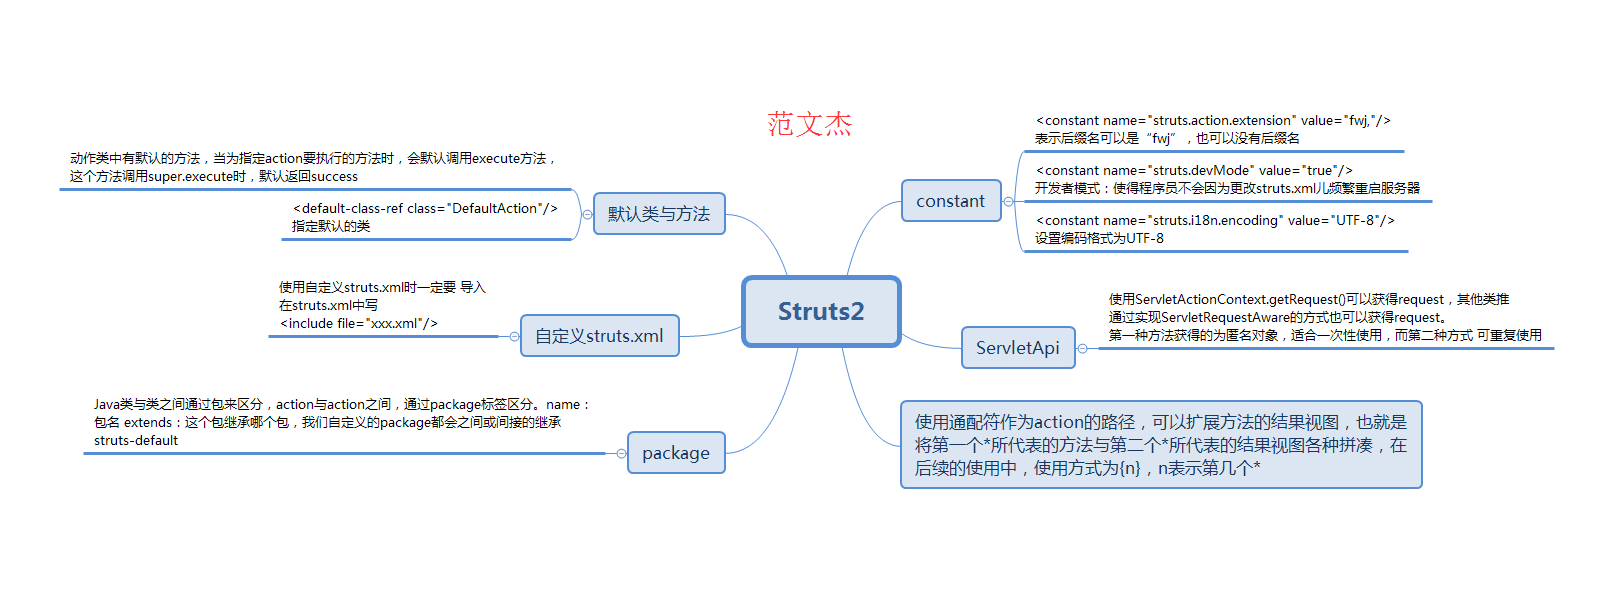 范文杰
动作类中有默认的方法，当为指定action要执行的方法时，会默认调用execute方法，
这个方法调用super.execute时，默认返回success
<default-class-ref class="DefaultAction"/>
指定默认的类
默认类与方法
使用自定义struts.xml时一定要 导入
在struts.xml中写
<include file="xxx.xml"/>
自定义struts.xml
Java类与类之间通过包来区分，action与action之间，通过package标签区分。name：
包名 extends：这个包继承哪个包，我们自定义的package都会之间或间接的继承
struts-default
package
Struts2
constant
<constant name="struts.action.extension" value="fwj,"/>
表示后缀名可以是“fwj”，也可以没有后缀名
<constant name="struts.devMode" value="true"/>
开发者模式：使得程序员不会因为更改struts.xml儿频繁重启服务器
<constant name="struts.i18n.encoding" value="UTF-8"/>
设置编码格式为UTF-8
ServletApi
使用ServletActionContext.getRequest()可以获得request，其他类推
通过实现ServletRequestAware的方式也可以获得request。
第一种方法获得的为匿名对象，适合一次性使用，而第二种方式 可重复使用
使用通配符作为action的路径，可以扩展方法的结果视图，也就是
将第一个*所代表的方法与第二个*所代表的结果视图各种拼凑，在
后续的使用中，使用方式为{n}，n表示第几个*